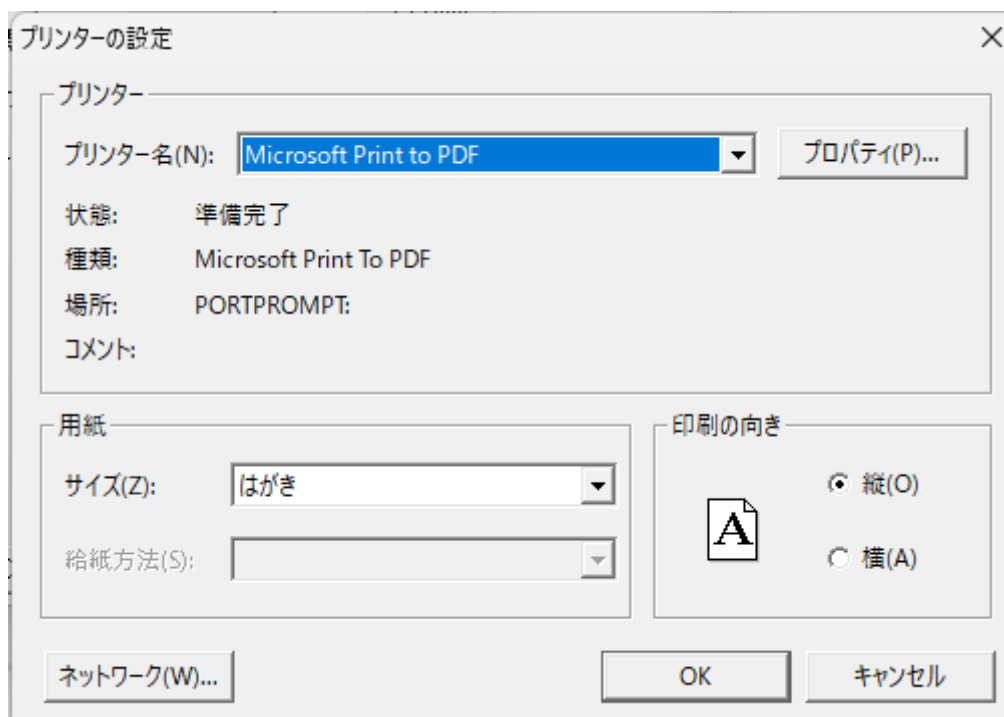 プリンターの設定
プリンター
プリンター名(N): Microsoft Print to PDF プロパティ(P)...
状態: 準備完了
種類: Microsoft Print To PDF
場所: PORTPROMPT:
コメント:
用紙
サイズ(Z): はがき
給紙方法(S):
印刷の向き
A
縦(O)
横(A)
ネットワーク(W)... OK キャンセル